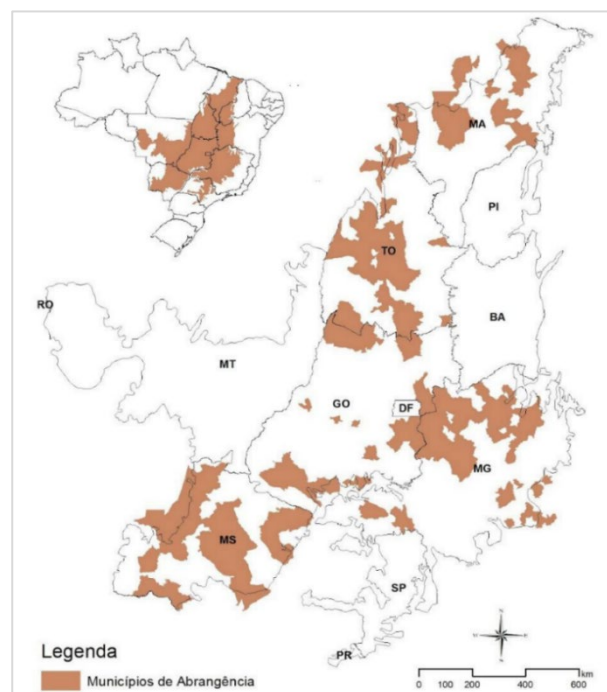 MA
PI
TO
RO
BA
MT
GO
DF
MG
MS
SP
PR
Legenda
Municípios de Abrangência
0 100 200 400 600
km